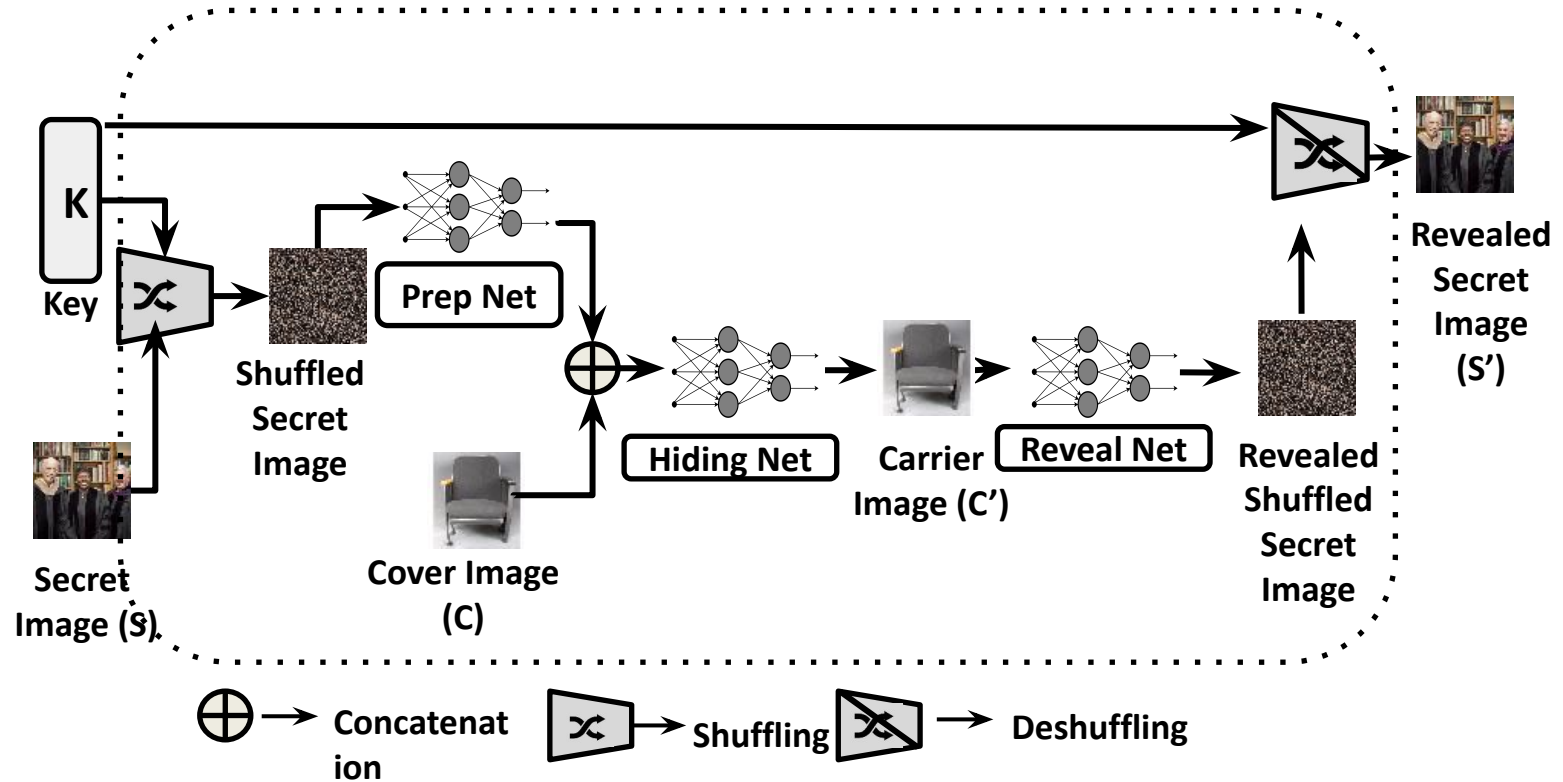 K
Key
Prep Net
Shuffled
Secret
Image
Secret
Image (S)
Cover Image
(C)
Hiding Net
Carrier
Image (C’)
Reveal Net
Revealed
Shuffled
Secret
Image
Revealed
Secret
Image
(S’)
Concatenat
ion
Shuffling
Deshuffling